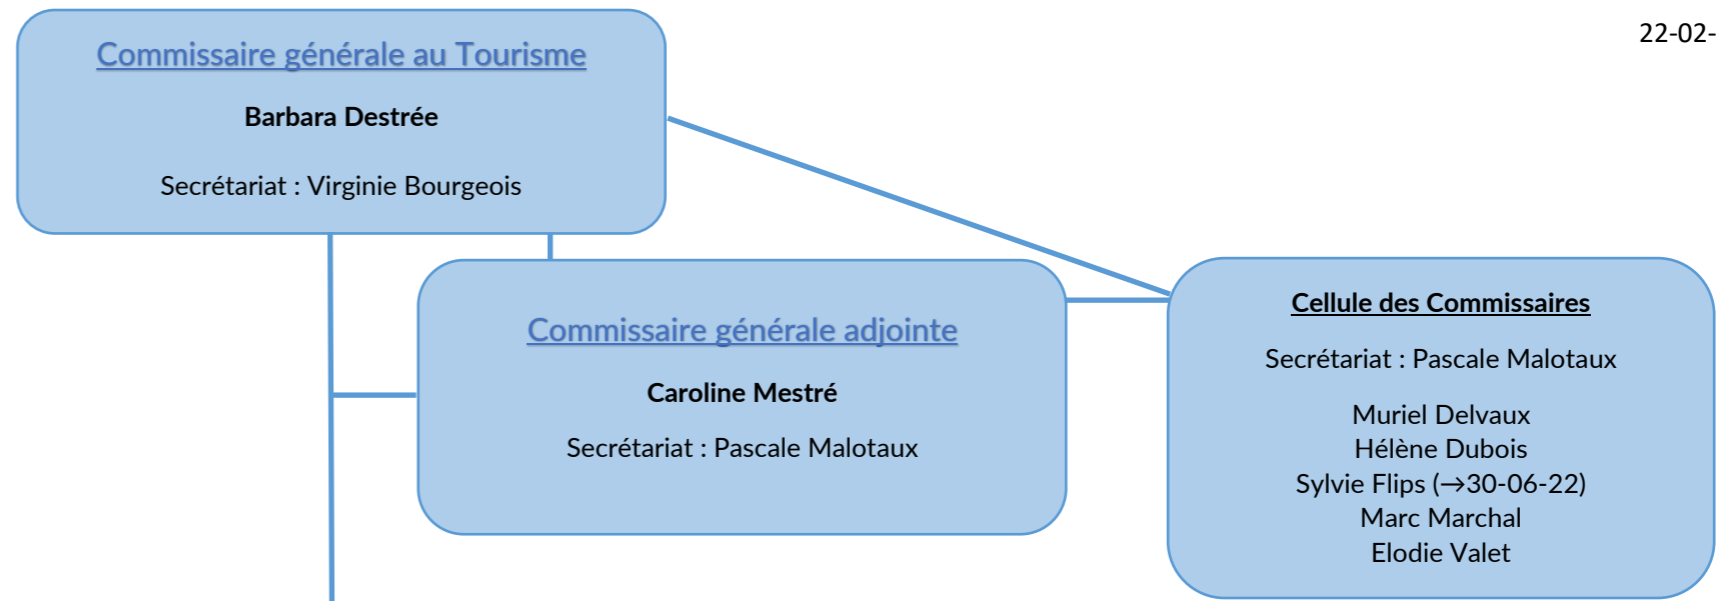 22-02-
Commissaire générale au Tourisme
Barbara Destrée
Secrétariat : Virginie Bourgeois
Commissaire générale adjointe
Caroline Mestré
Secrétariat : Pascale Malotaux
Cellule des Commissaires
Secrétariat : Pascale Malotaux
Muriel Delvaux
Hélène Dubois
Sylvie Flips (→30-06-22)
Marc Marchal
Elodie Valet